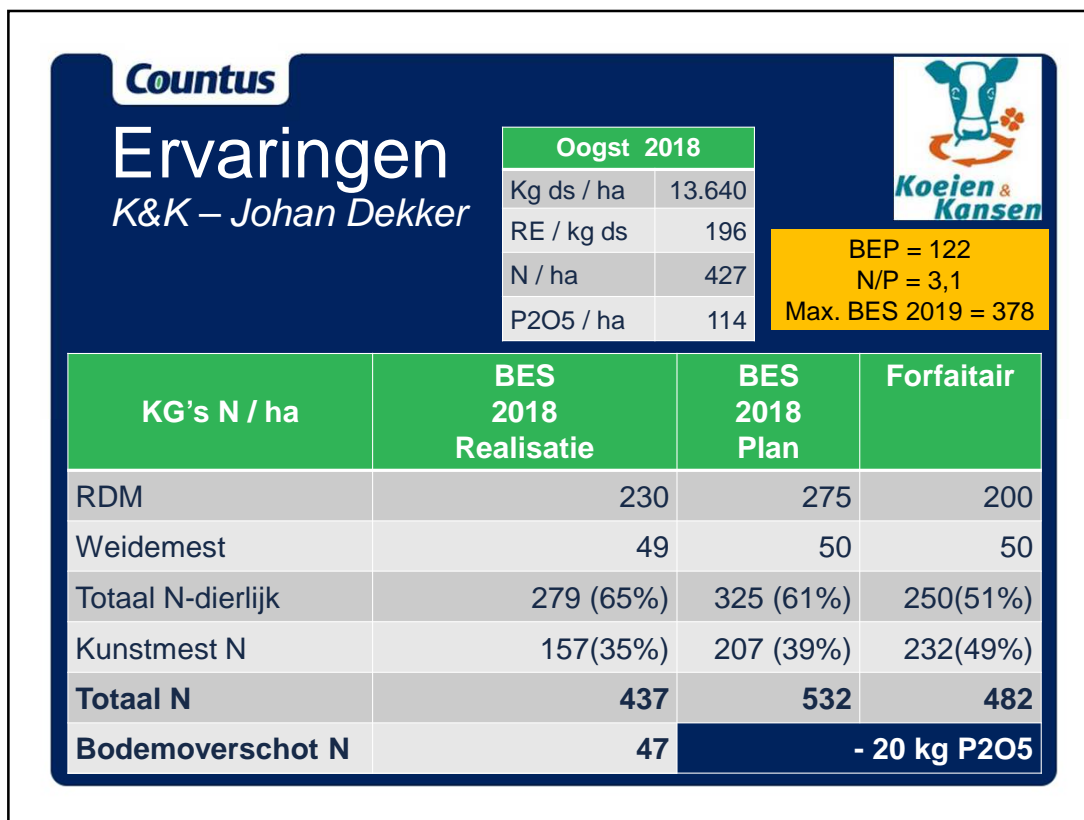 Countus
Ervaringen
K&K – Johan Dekker
Oogst 2018
Kg ds / ha 13.640
RE / kg ds 196
N / ha 427
P2O5 / ha 114
Koeien &
Kansen
BEP = 122
N/P = 3,1
Max. BES 2019 = 378
KG’s N / ha BES 2018 Realisatie BES 2018 Plan Forfaitair
RDM 230 275 200
Weidemest 49 50 50
Totaal N-dierlijk 279 (65%) 325 (61%) 250(51%)
Kunstmest N 157(35%) 207 (39%) 232(49%)
Totaal N 437 532 482
Bodemoverschot N 47 - 20 kg P2O5